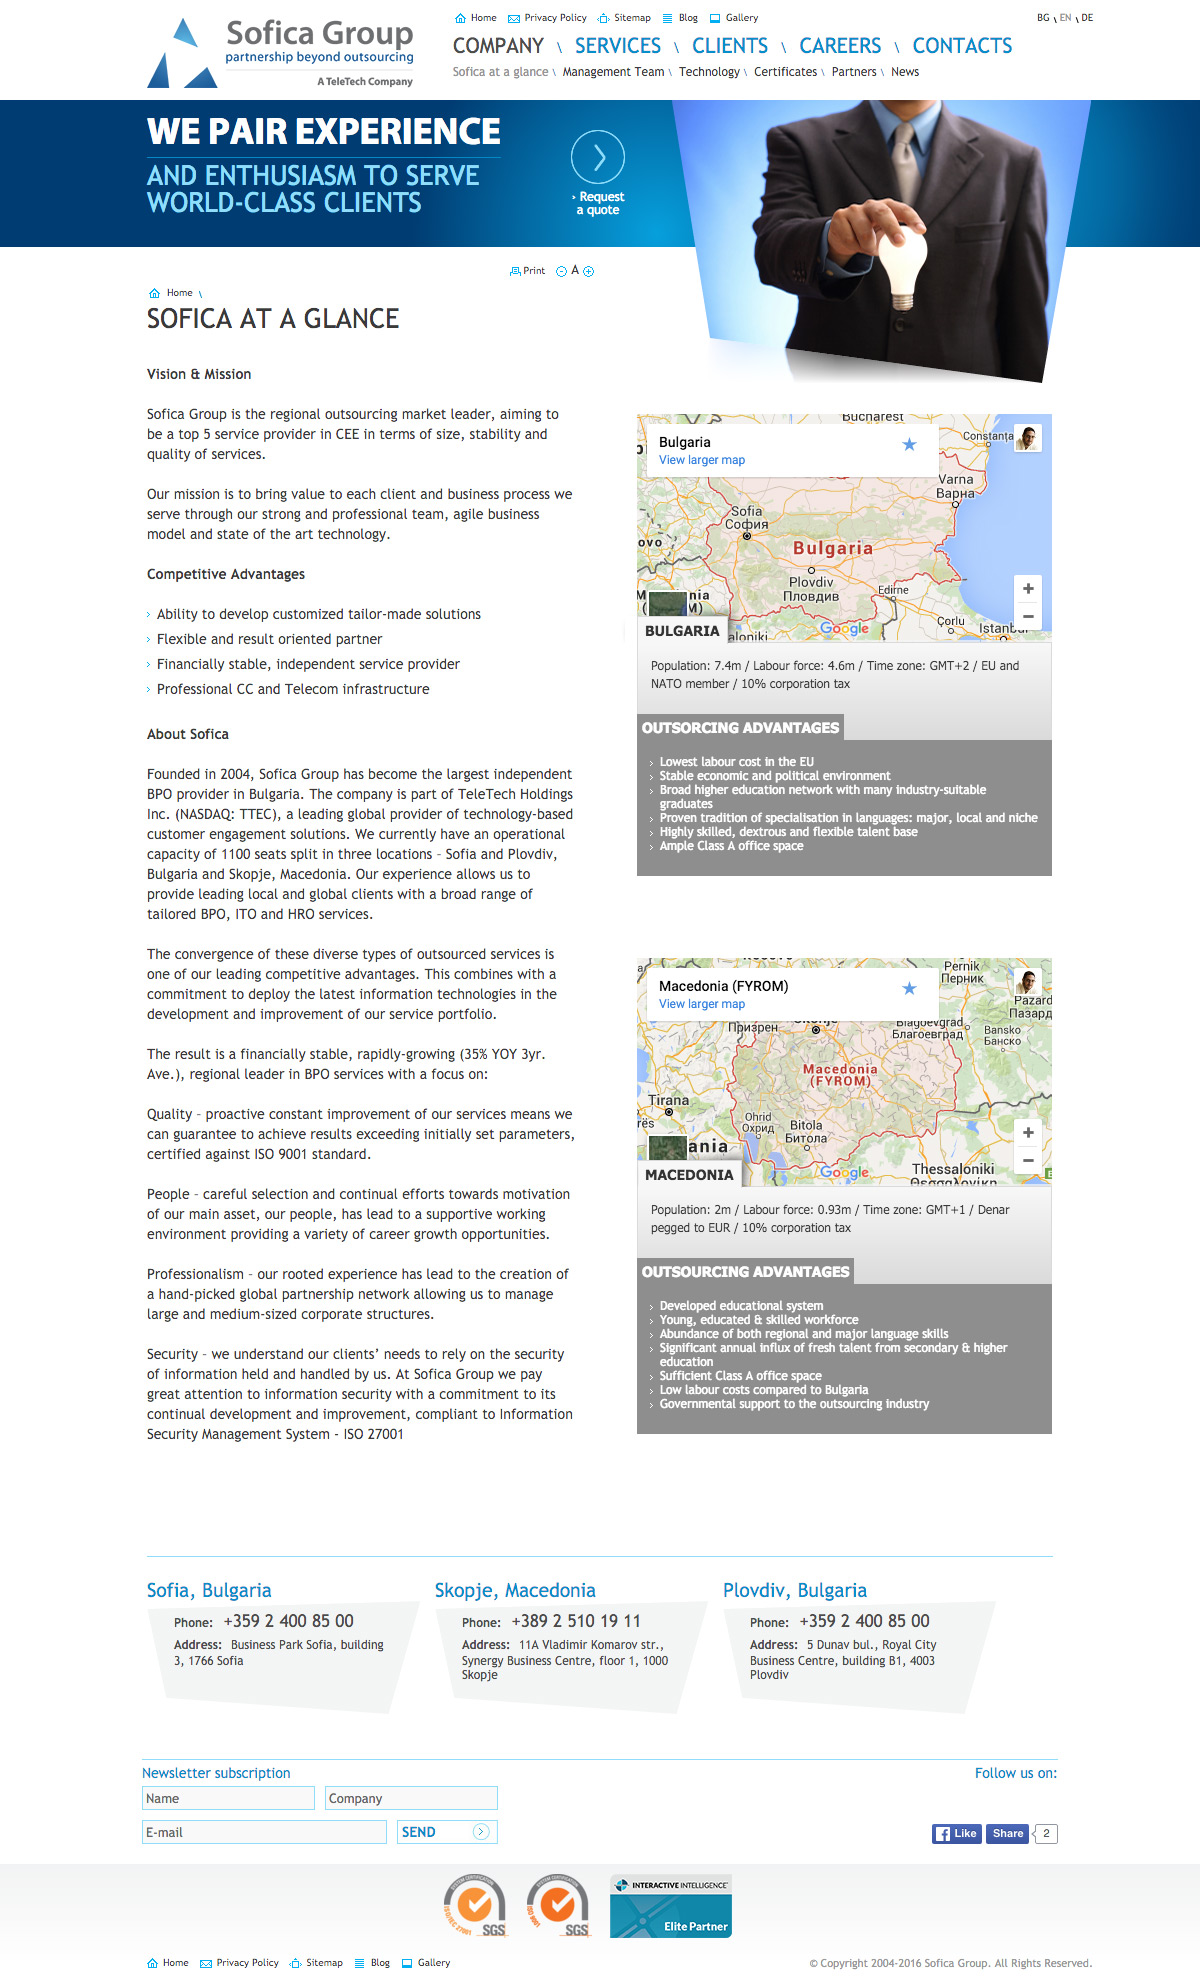 Sofica Group
partnership beyond outsourcing
A TeleTech Company
Home Privacy Policy Sitemap Blog Gallery
BG \ EN \ DE
COMPANY \ SERVICES \ CLIENTS \ CAREERS \ CONTACTS
Sofica at a glance \ Management Team \ Technology \ Certificates \ Partners \ News
WE PAIR EXPERIENCE
AND ENTHUSIASM TO SERVE
WORLD-CLASS CLIENTS
› Request
a quote
Print A
Home \
SOFICA AT A GLANCE
Vision & Mission
Sofica Group is the regional outsourcing market leader, aiming to
be a top 5 service provider in CEE in terms of size, stability and
quality of services.
Our mission is to bring value to each client and business process we
serve through our strong and professional team, agile business
model and state of the art technology.
Competitive Advantages
› Ability to develop customized tailor-made solutions
› Flexible and result oriented partner
› Financially stable, independent service provider
› Professional CC and Telecom infrastructure
About Sofica
Founded in 2004, Sofica Group has become the largest independent
BPO provider in Bulgaria. The company is part of TeleTech Holdings
Inc. (NASDAQ: TTEC), a leading global provider of technology-based
customer engagement solutions. We currently have an operational
capacity of 1100 seats split in three locations – Sofia and Plovdiv,
Bulgaria and Skopje, Macedonia. Our experience allows us to
provide leading local and global clients with a broad range of
tailored BPO, ITO and HRO services.
The convergence of these diverse types of outsourced services is
one of our leading competitive advantages. This combines with a
commitment to deploy the latest information technologies in the
development and improvement of our service portfolio.
The result is a financially stable, rapidly-growing (35% YOY 3yr.
Ave.), regional leader in BPO services with a focus on:
Quality – proactive constant improvement of our services means we
can guarantee to achieve results exceeding initially set parameters,
certified against ISO 9001 standard.
People – careful selection and continual efforts towards motivation
of our main asset, our people, has lead to a supportive working
environment providing a variety of career growth opportunities.
Professionalism - our rooted experience has lead to the creation of
a hand-picked global partnership network allowing us to manage
large and medium-sized corporate structures.
Security – we understand our clients’ needs to rely on the security
of information held and handled by us. At Sofica Group we pay
great attention to information security with a commitment to its
continual development and improvement, compliant to Information
Security Management System - ISO 27001
Bucharest
Bulgaria
View larger map
Constanța
Varna
Варна
Sofia
София
Bulgaria
Plovdiv
Пловдив
Edirne
Çorlu
Istanbul
Google
+
−
BULGARIA
Population: 7.4m / Labour force: 4.6m / Time zone: GMT+2 / EU and
NATO member / 10% corporation tax
OUTSORCING ADVANTAGES
› Lowest labour cost in the EU
› Stable economic and political environment
› Broad higher education network with many industry-suitable
graduates
› Proven tradition of specialisation in languages: major, local and niche
› Highly skilled, dextrous and flexible talent base
› Ample Class A office space
Macedonia (FYROM)
View larger map
Pernik
Перник
Pazard
Пазард
Призрен
Skopje
Blagoevgrad
Благоевград
Bansko
Банско
Macedonia
(FYROM)
Tirana
Ohrid
Охрид
Bitola
Битола
ania
Thessaloniki
Θεσσαλονίκη
Google
+
−
MACEDONIA
Population: 2m / Labour force: 0.93m / Time zone: GMT+1 / Denar
pegged to EUR / 10% corporation tax
OUTSOURCING ADVANTAGES
› Developed educational system
› Young, educated & skilled workforce
› Abundance of both regional and major language skills
› Significant annual influx of fresh talent from secondary & higher
education
› Sufficient Class A office space
› Low labour costs compared to Bulgaria
› Governmental support to the outsourcing industry
Sofia, Bulgaria
Phone: +359 2 400 85 00
Address: Business Park Sofia, building
3, 1766 Sofia
Skopje, Macedonia
Phone: +389 2 510 19 11
Address: 11A Vladimir Komarov str.,
Synergy Business Centre, floor 1, 1000
Skopje
Plovdiv, Bulgaria
Phone: +359 2 400 85 00
Address: 5 Dunav bul., Royal City
Business Centre, building B1, 4003
Plovdiv
Newsletter subscription
Name
Company
E-mail
SEND
Follow us on:
Like Share 2
SYSTEM CERTIFICATION
ISO/IEC 27001
SGS
SYSTEM CERTIFICATION
ISO 9001
SGS
INTERACTIVE INTELLIGENCE
Elite Partner
Home Privacy Policy Sitemap Blog Gallery
© Copyright 2004-2016 Sofica Group. All Rights Reserved.